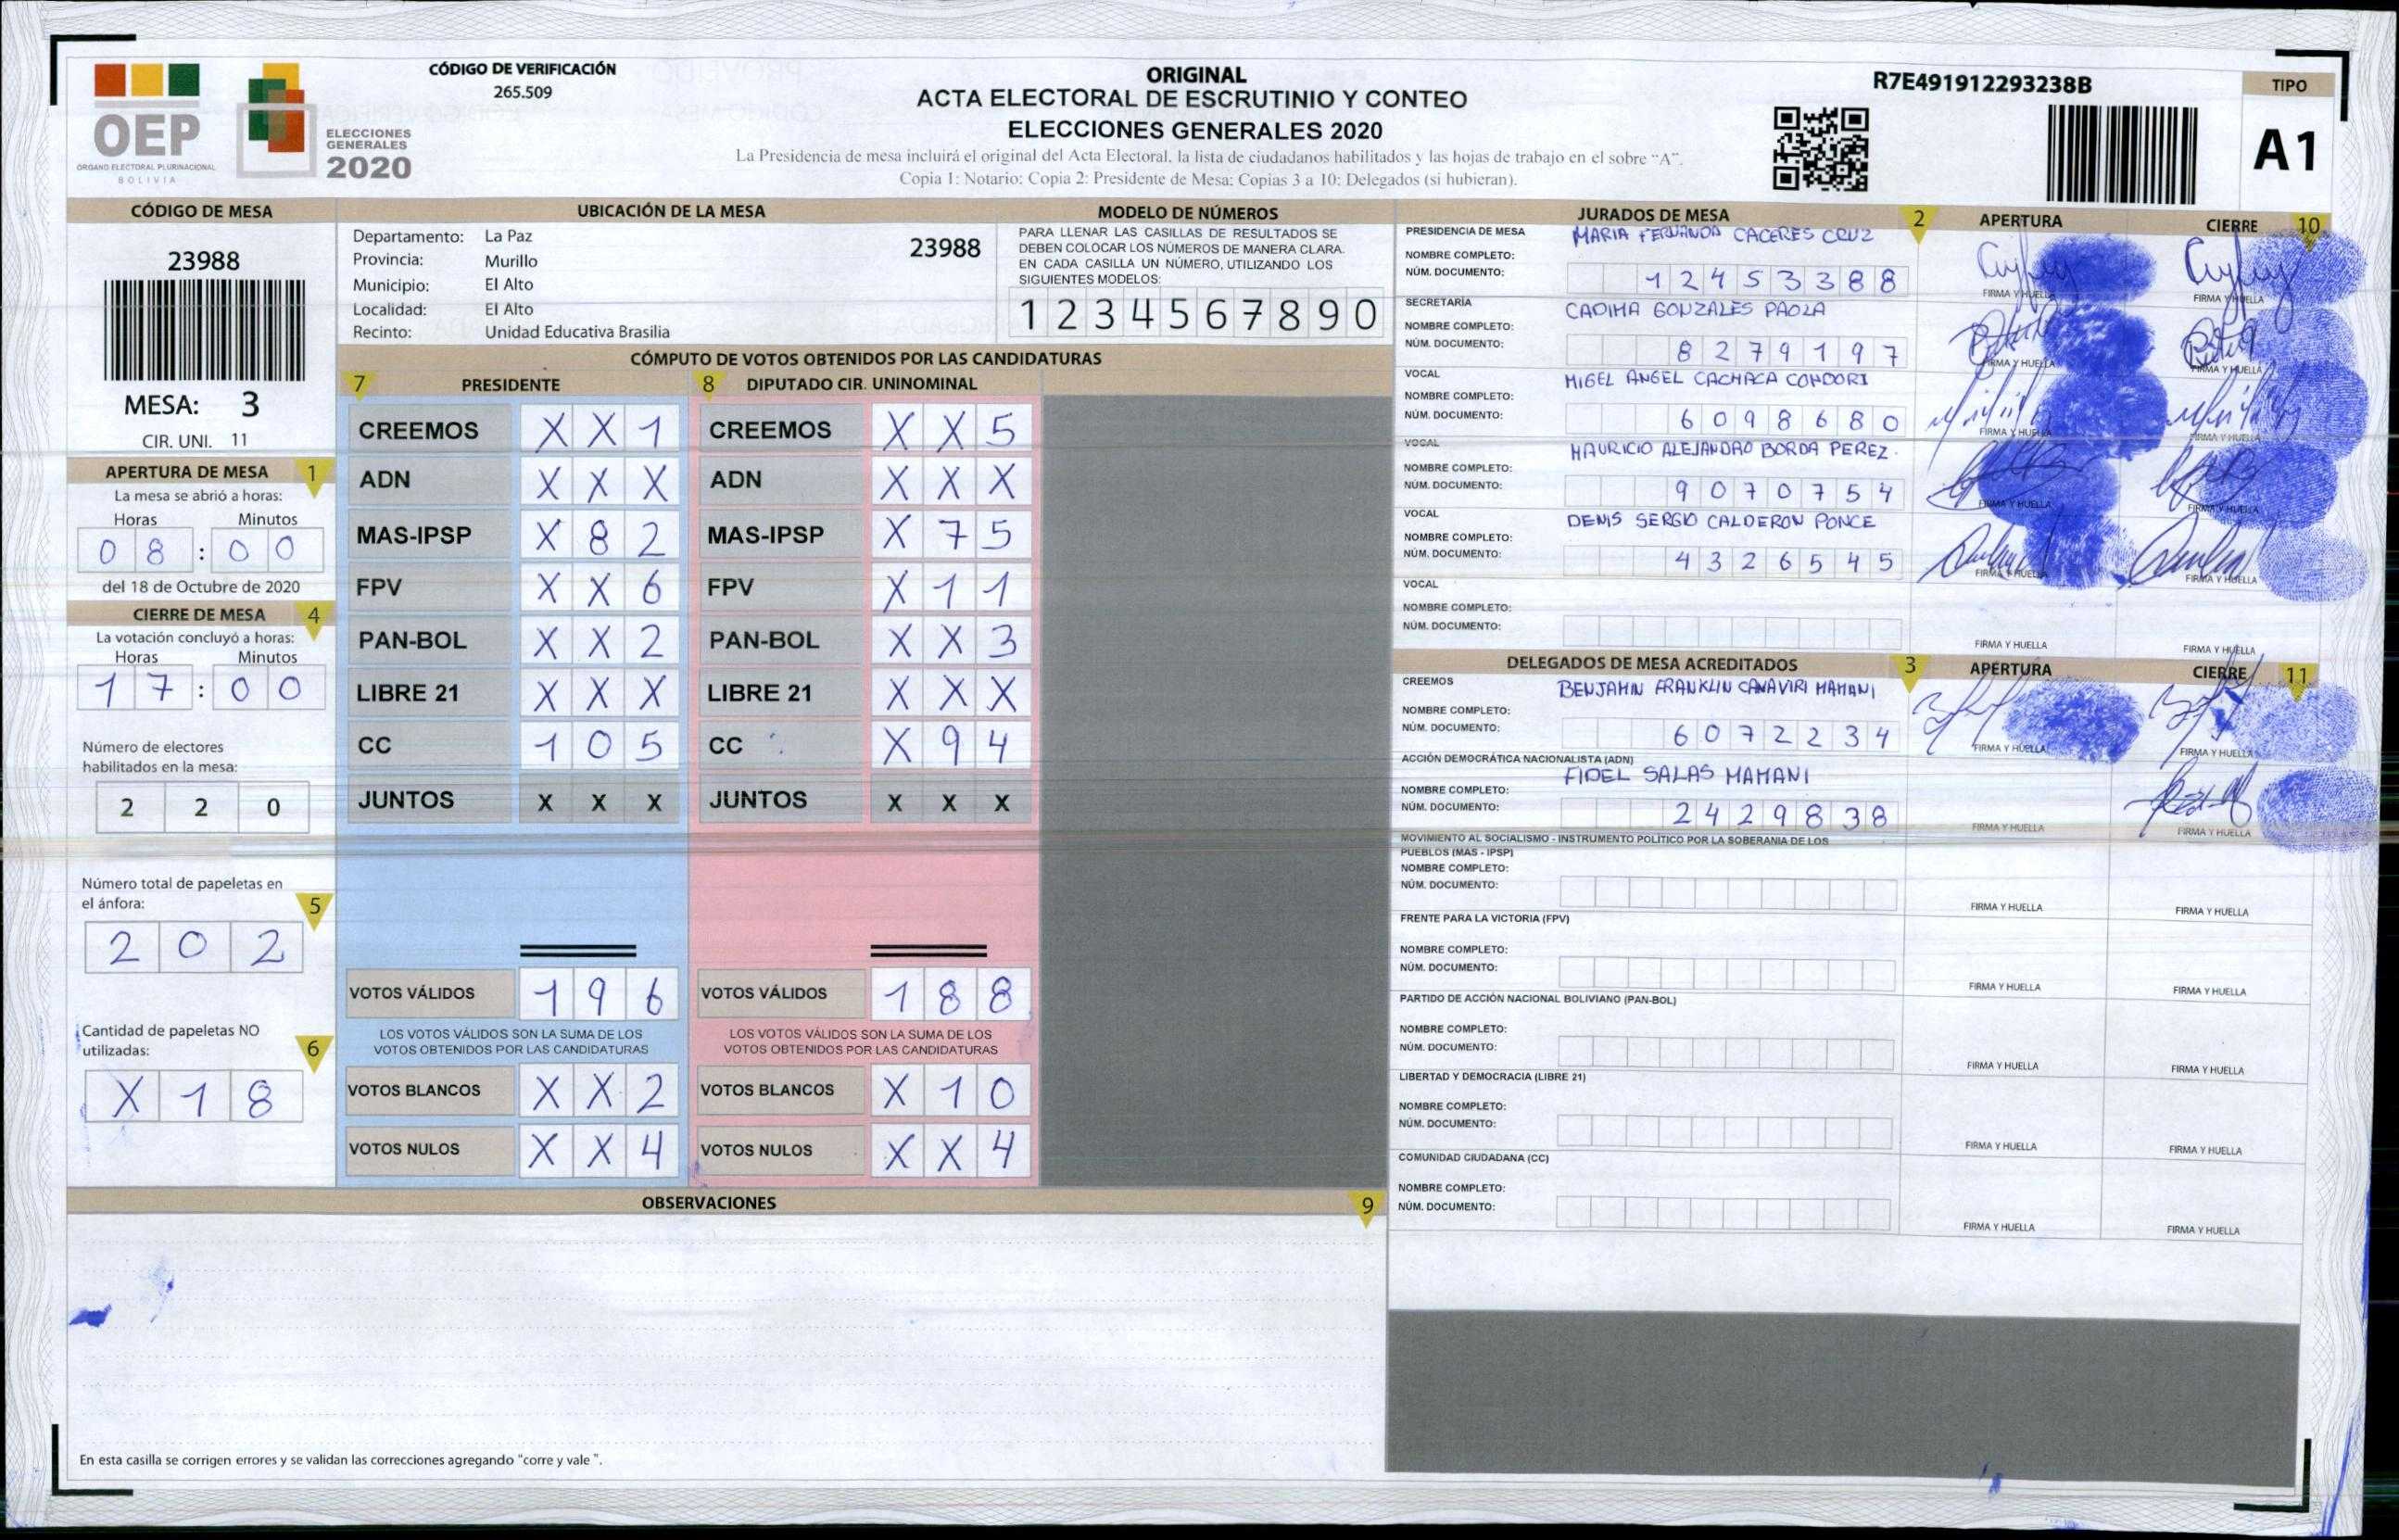 CÓDIGO DE VERIFICACIÓN
265.509
OEP
ÓRGANO ELECTORAL PLURINACIONAL
BOLIVIA
ELECCIONES
GENERALES
2020
ORIGINAL
ACTA ELECTORAL DE ESCRUTINIO Y CONTEO
ELECCIONES GENERALES 2020
La Presidencia de mesa incluirá el original del Acta Electoral, la lista de ciudadanos habilitados y las hojas de trabajo en el sobre "A".
Copia 1: Notario: Copia 2: Presidente de Mesa: Copias 3 a 10: Delegados (si hubieran).
R7E491912293238B
TIPO
A1
CÓDIGO DE MESA
23988
MESA: 3
CIR. UNI. 11
APERTURA DE MESA 1
La mesa se abrió a horas:
Horas Minutos
0 8 : 0 0
del 18 de Octubre de 2020
CIERRE DE MESA 4
La votación concluyó a horas:
Horas Minutos
1 7 : 0 0
Número de electores
habilitados en la mesa:
2 2 0
Número total de papeletas en
el ánfora: 5
2 0 2
Cantidad de papeletas NO
utilizadas: 6
X 1 8
UBICACIÓN DE LA MESA
Departamento: La Paz
23988
Provincia: Murillo
Municipio: El Alto
Localidad: El Alto
Recinto: Unidad Educativa Brasilia
MODELO DE NÚMEROS
PARA LLENAR LAS CASILLAS DE RESULTADOS SE
DEBEN COLOCAR LOS NÚMEROS DE MANERA CLARA.
EN CADA CASILLA UN NÚMERO, UTILIZANDO LOS
SIGUIENTES MODELOS:
1 2 3 4 5 6 7 8 9 0
CÓMPUTO DE VOTOS OBTENIDOS POR LAS CANDIDATURAS
7 PRESIDENTE 8 DIPUTADO CIR. UNINOMINAL
CREEMOS X X 1 CREEMOS X X 5
ADN X X X ADN X X X
MAS-IPSP X 8 2 MAS-IPSP X 7 5
FPV X X 6 FPV X 1 1
PAN-BOL X X 2 PAN-BOL X X 3
LIBRE 21 X X X LIBRE 21 X X X
CC 1 0 5 CC X 9 4
JUNTOS X X X JUNTOS X X X
VOTOS VÁLIDOS 1 9 6 VOTOS VÁLIDOS 1 8 8
LOS VOTOS VÁLIDOS SON LA SUMA DE LOS LOS VOTOS VÁLIDOS SON LA SUMA DE LOS
VOTOS OBTENIDOS POR LAS CANDIDATURAS VOTOS OBTENIDOS POR LAS CANDIDATURAS
VOTOS BLANCOS X X 2 VOTOS BLANCOS X 1 0
VOTOS NULOS X X 4 VOTOS NULOS X X 4
OBSERVACIONES 9
En esta casilla se corrigen errores y se validan las correcciones agregando "corre y vale ".
JURADOS DE MESA 2 APERTURA CIERRE 10
PRESIDENCIA DE MESA MARIA FERNANDA CACERES CRUZ
NOMBRE COMPLETO:
NÚM. DOCUMENTO: 1 2 4 5 3 3 8 8
FIRMA Y HUELLA FIRMA Y HUELLA
SECRETARÍA CADIMA GONZALES PAOLA
NOMBRE COMPLETO:
NÚM. DOCUMENTO: 8 2 7 9 1 9 7
FIRMA Y HUELLA FIRMA Y HUELLA
VOCAL MIGEL ANGEL CACHACA CONDORI
NOMBRE COMPLETO:
NÚM. DOCUMENTO: 6 0 9 8 6 8 0
FIRMA Y HUELLA FIRMA Y HUELLA
VOCAL MAURICIO ALEJANDRO BORDA PEREZ.
NOMBRE COMPLETO:
NÚM. DOCUMENTO: 9 0 7 0 7 5 4
FIRMA Y HUELLA FIRMA Y HUELLA
VOCAL DENIS SERGIO CALDERON PONCE
NOMBRE COMPLETO:
NÚM. DOCUMENTO: 4 3 2 6 5 4 5
FIRMA Y HUELLA FIRMA Y HUELLA
VOCAL
NOMBRE COMPLETO:
NÚM. DOCUMENTO:
FIRMA Y HUELLA FIRMA Y HUELLA
DELEGADOS DE MESA ACREDITADOS 3 APERTURA CIERRE 11
CREEMOS BENJAMIN FRANKLIN CANAVIRI MAMANI
NOMBRE COMPLETO:
NÚM. DOCUMENTO: 6 0 7 2 2 3 4
FIRMA Y HUELLA FIRMA Y HUELLA
ACCIÓN DEMOCRÁTICA NACIONALISTA (ADN)
FIDEL SALAS MAMANI
NOMBRE COMPLETO:
NÚM. DOCUMENTO: 2 4 2 9 8 3 8
FIRMA Y HUELLA FIRMA Y HUELLA
MOVIMIENTO AL SOCIALISMO - INSTRUMENTO POLÍTICO POR LA SOBERANÍA DE LOS
PUEBLOS (MAS - IPSP)
NOMBRE COMPLETO:
NÚM. DOCUMENTO:
FIRMA Y HUELLA FIRMA Y HUELLA
FRENTE PARA LA VICTORIA (FPV)
NOMBRE COMPLETO:
NÚM. DOCUMENTO:
FIRMA Y HUELLA FIRMA Y HUELLA
PARTIDO DE ACCIÓN NACIONAL BOLIVIANO (PAN-BOL)
NOMBRE COMPLETO:
NÚM. DOCUMENTO:
FIRMA Y HUELLA FIRMA Y HUELLA
LIBERTAD Y DEMOCRACIA (LIBRE 21)
NOMBRE COMPLETO:
NÚM. DOCUMENTO:
FIRMA Y HUELLA FIRMA Y HUELLA
COMUNIDAD CIUDADANA (CC)
NOMBRE COMPLETO:
NÚM. DOCUMENTO:
FIRMA Y HUELLA FIRMA Y HUELLA